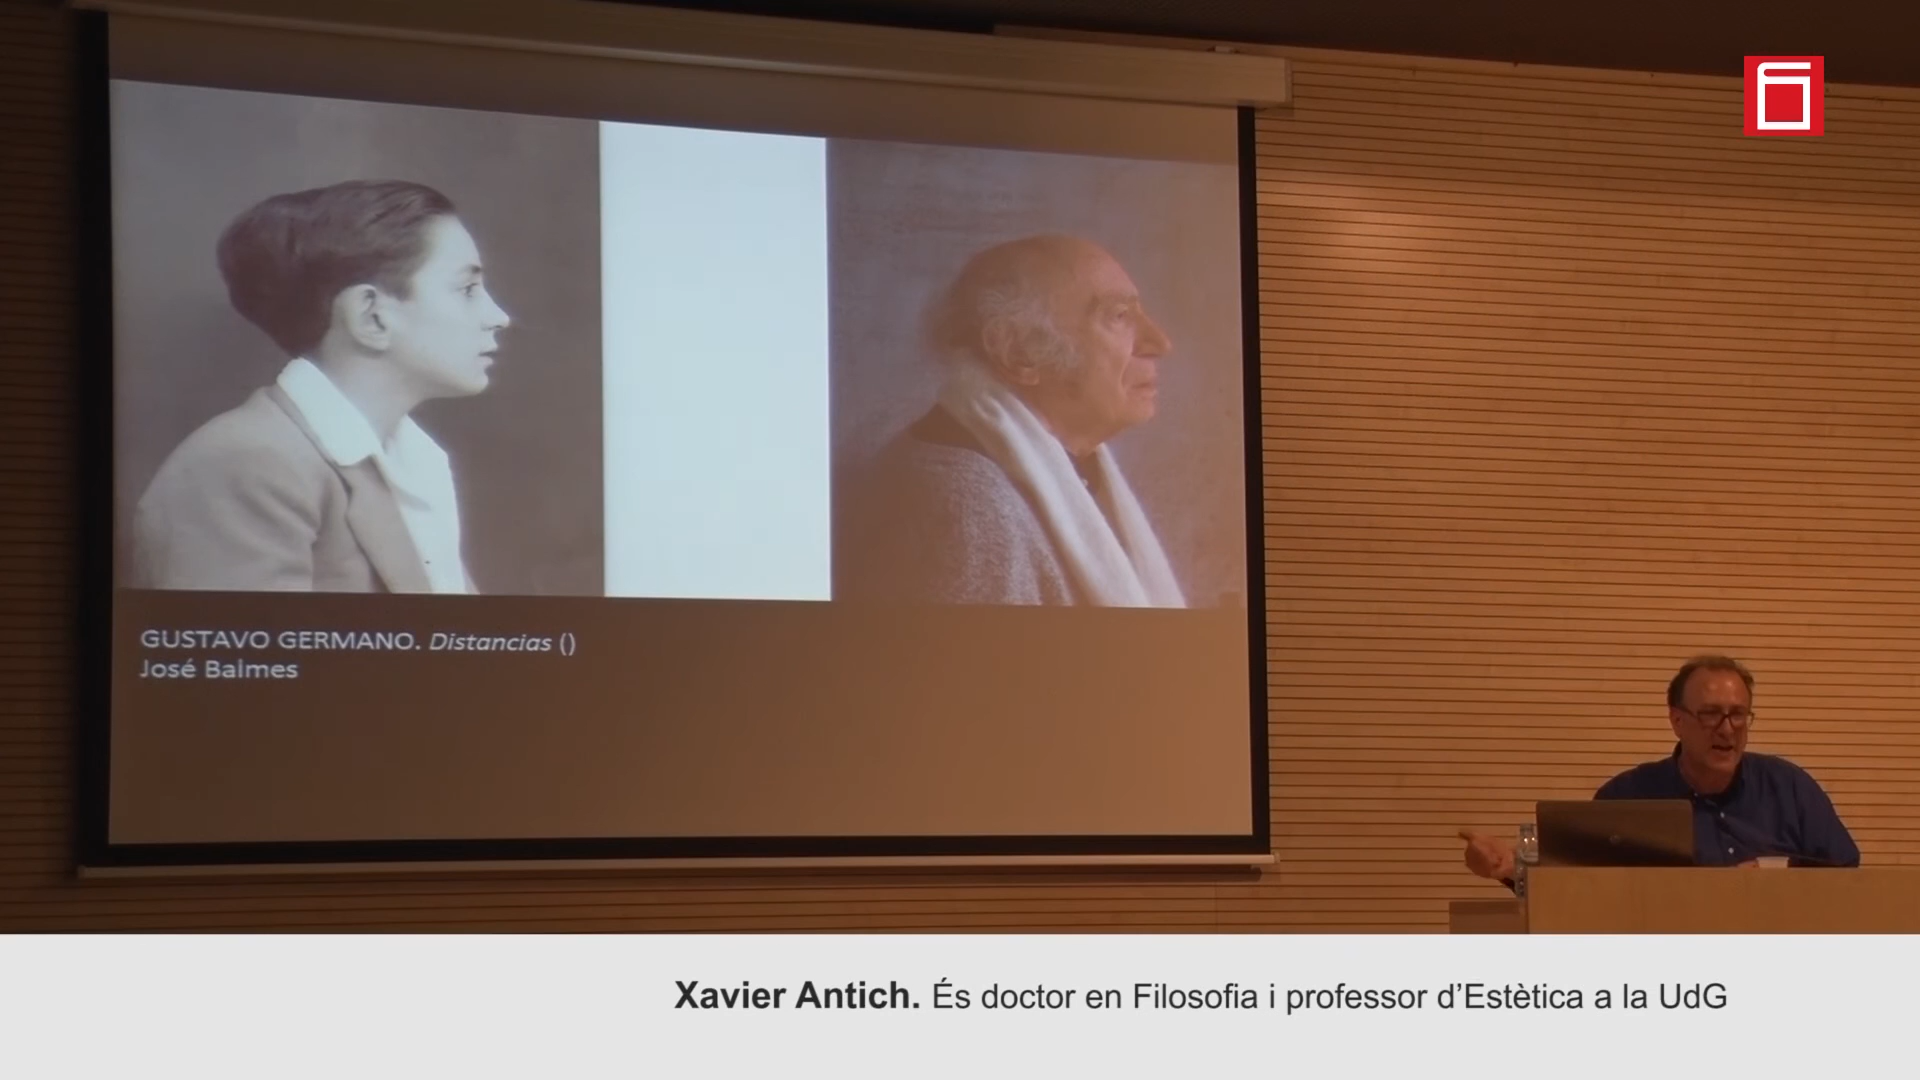 GUSTAVO GERMANO. Distancias ()
José Balmes
Xavier Antich. És doctor en Filosofia i professor d’Estètica a la UdG